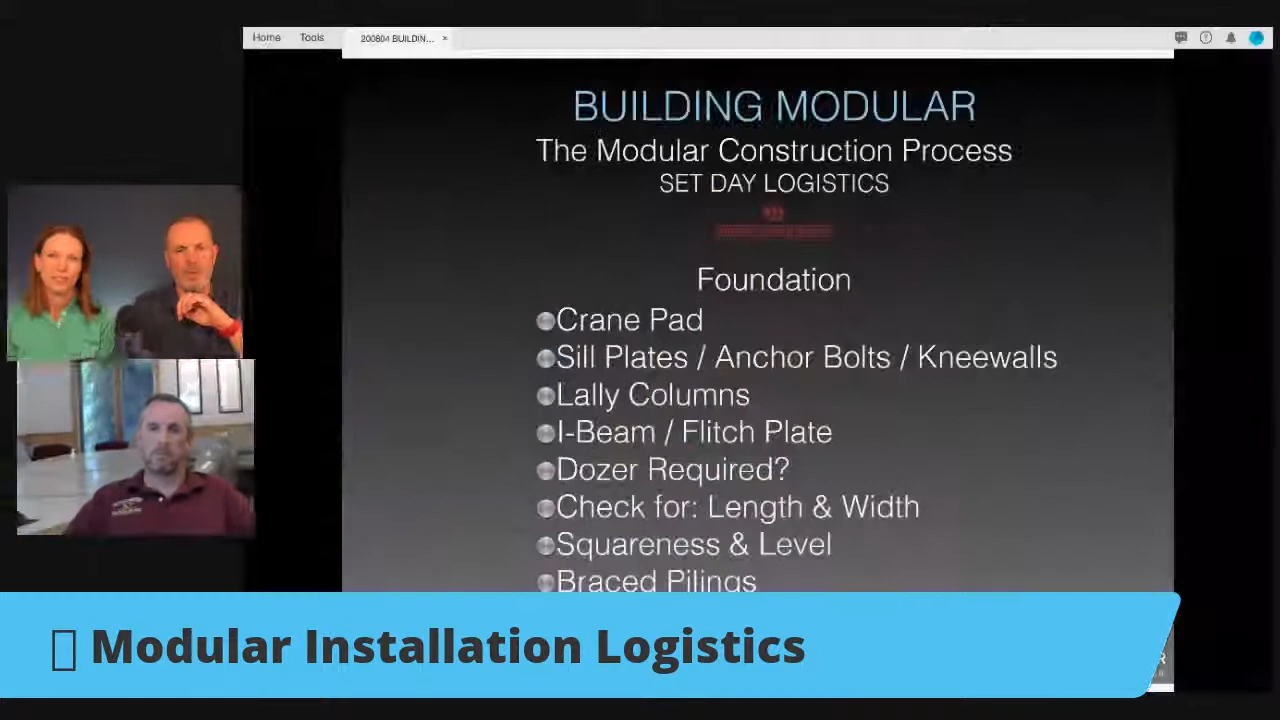 Home Tools 200804 BUILDIN... ×
BUILDING MODULAR
The Modular Construction Process
SET DAY LOGISTICS
Foundation
Crane Pad
Sill Plates / Anchor Bolts / Kneewalls
Lally Columns
I-Beam / Flitch Plate
Dozer Required?
Check for: Length & Width
Squareness & Level
Braced Pilings
Modular Installation Logistics